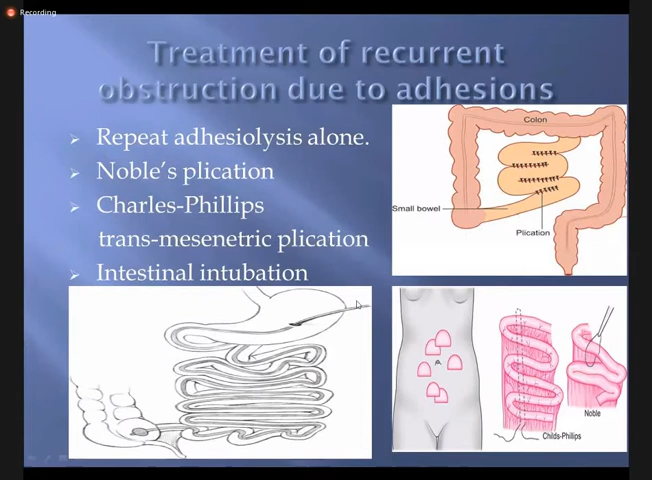 Recording
Treatment of recurrent
obstruction due to adhesions
Repeat adhesiolysis alone.
Noble's plication
Charles-Phillips
trans-mesenetric plication
Intestinal intubation
Colon
Small bowel
Plication
Noble
Childs-Phillips